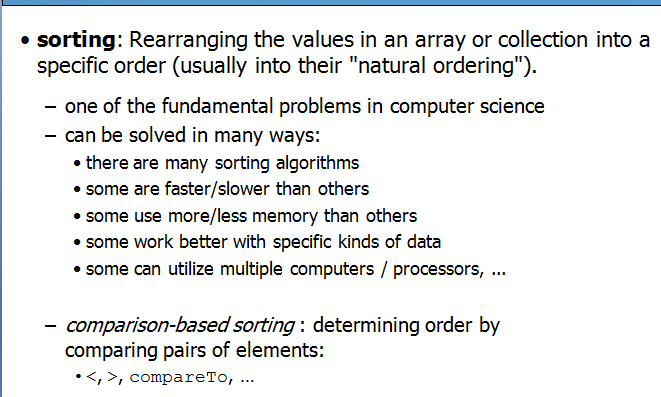 • sorting: Rearranging the values in an array or collection into a
specific order (usually into their "natural ordering").
– one of the fundamental problems in computer science
– can be solved in many ways:
• there are many sorting algorithms
• some are faster/slower than others
• some use more/less memory than others
• some work better with specific kinds of data
• some can utilize multiple computers / processors, ...
– comparison-based sorting : determining order by
comparing pairs of elements:
• <, >, compareTo, ...